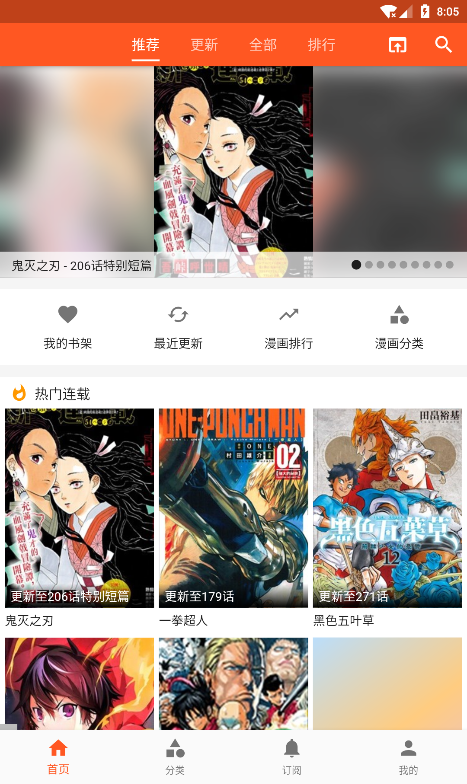 8:05
推荐 更新 全部 排行
鬼灭之刃 - 206话特别短篇
我的书架 最近更新 漫画排行 漫画分类
热门连载
ONE-PUNCH MAN
ONE
村田雄介
02
田畠裕基
黑色五葉草
12
更新至206话特别短篇 更新至179话 更新至271话
鬼灭之刃 一拳超人 黑色五叶草
首页 分类 订阅 我的